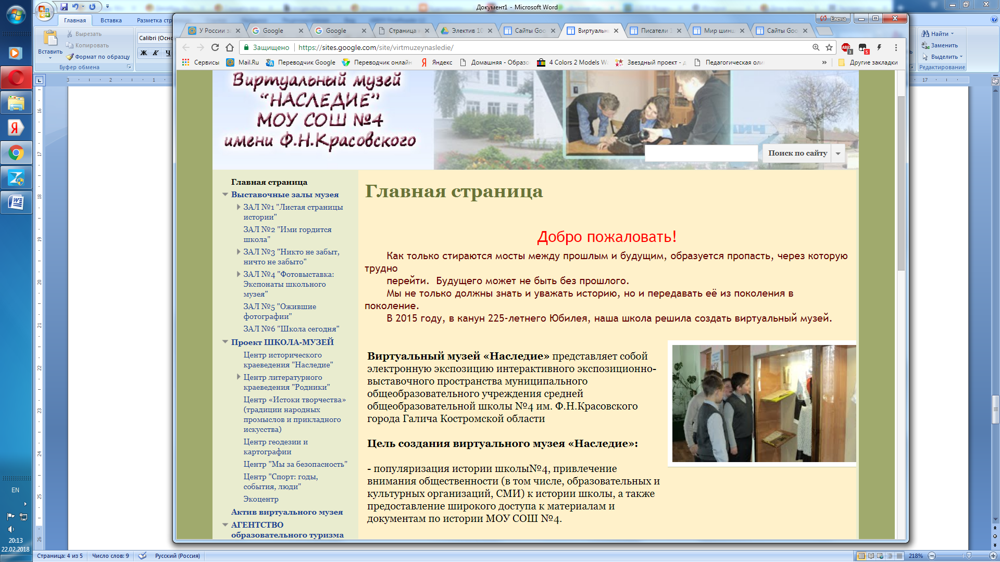 Документ1 - Microsoft Word
Главная
Вставка
Разметка
Вставить
Вырезать
Копировать
Формат по образцу
Буфер обмена
Calibri (Осно
Ж К Ч
Найти
Заменить
Выделить
Редактирование
Елена
У России за
Google
Google
Страница н
Электив 10
Сайты Goo
Виртуальн
Писатели 1
Мир шинш
Сайты Goo
Защищено
https://sites.google.com/site/virtmuzeynasledie/
Сервисы
Mail.Ru
Переводчик Google
Переводчик онлайн
Яндекс
Домашняя - Образо
4 Colors 2 Models W
Звездный проект - д
Педагогическая оли
»
Другие закладки
Виртуальный музей
“НАСЛЕДИЕ”
МОУ СОШ №4
имени Ф.Н.Красовского
Поиск по сайту
Главная страница
Выставочные залы музея
ЗАЛ №1 "Листая страницы
истории"
ЗАЛ №2 "Ими гордится
школа"
ЗАЛ №3 "Никто не забыт,
ничто не забыто"
ЗАЛ №4 "Фотовыставка:
Экспонаты школьного
музея"
ЗАЛ №5 "Ожившие
фотографии"
ЗАЛ №6 "Школа сегодня"
Проект ШКОЛА-МУЗЕЙ
Центр исторического
краеведения "Наследие"
Центр литературного
краеведения "Родники"
Центр «Истоки творчества»
(традиции народных
промыслов и прикладного
искусства)
Центр геодезии и
картографии
Центр "Мы за безопасность"
Центр "Спорт: годы,
события, люди"
Экоцентр
Актив виртуального музея
АГЕНТСТВО
образовательного туризма
Главная страница
Добро пожаловать!
Как только стираются мосты между прошлым и будущим, образуется пропасть, через которую
трудно
перейти.  Будущего может не быть без прошлого.
Мы не только должны знать и уважать историю, но и передавать её из поколения в
поколение.
В 2015 году, в канун 225-летнего Юбилея, наша школа решила создать виртуальный музей.
Виртуальный музей «Наследие» представляет собой
электронную экспозицию интерактивного экспозиционно-
выставочного пространства муниципального
общеобразовательного учреждения средней
общеобразовательной школы №4 им. Ф.Н.Красовского
города Галича Костромской области
Цель создания виртуального музея «Наследие»:
- популяризация истории школы№4, привлечение
внимания общественности (в том числе, образовательных и
культурных организаций, СМИ) к истории школы, а также
предоставление широкого доступа к материалам и
документам по истории МОУ СОШ №4.
EN
20:13
22.02.2018
Страница: 4 из 5
Число слов: 9
Русский (Россия)
218%